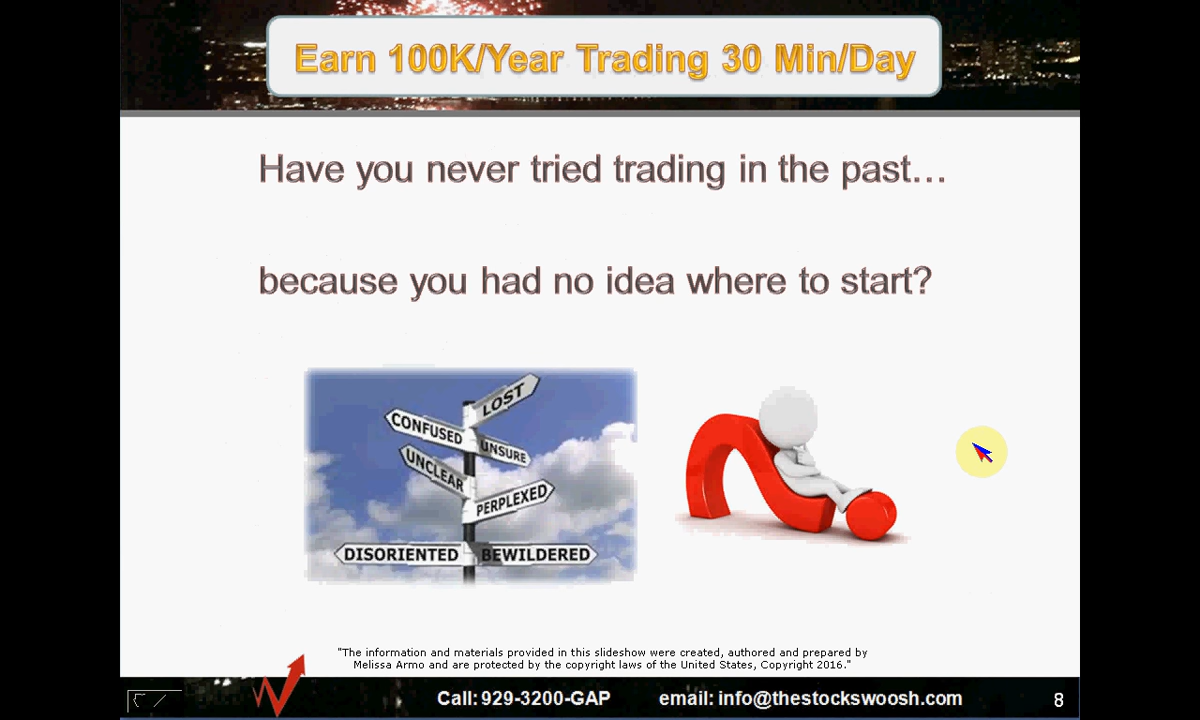 Earn 100K/Year Trading 30 Min/Day
Have you never tried trading in the past...
because you had no idea where to start?
LOST
CONFUSED
UNSURE
UNCLEAR
PERPLEXED
DISORIENTED
BEWILDERED
"The information and materials provided in this slideshow were created, authored and prepared by
Melissa Armo and are protected by the copyright laws of the United States, Copyright 2016."
Call: 929-3200-GAP
email: info@thestockswoosh.com
8